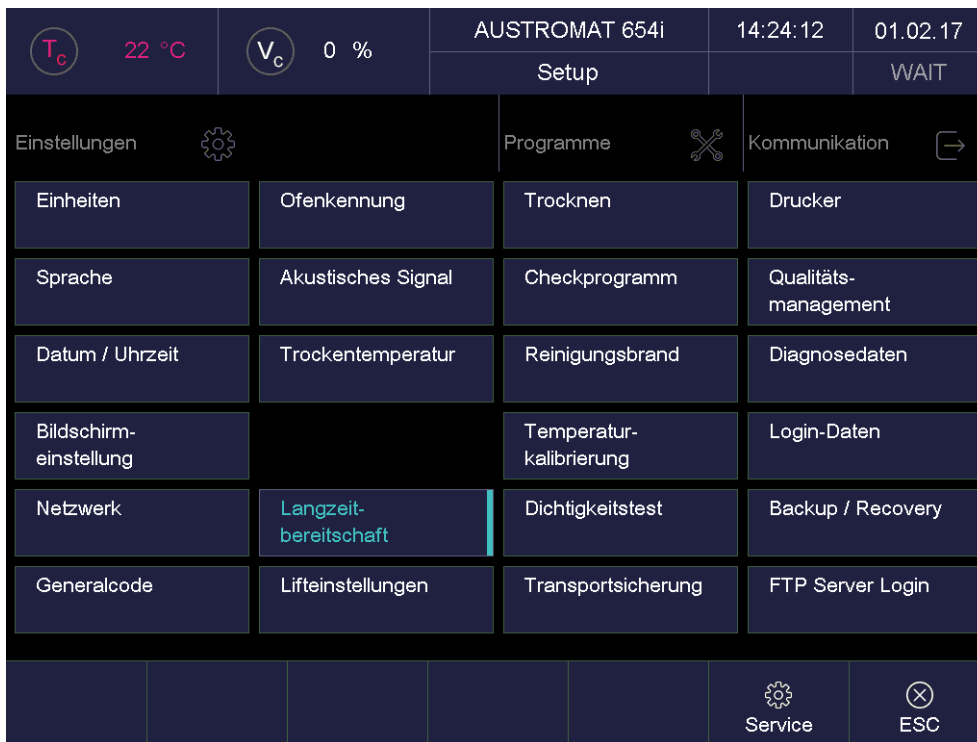 Tc 22 °C Vc 0 % AUSTROMAT 654i 14:24:12 01.02.17
Setup WAIT
Einstellungen Programme Kommunikation
Einheiten Ofenkennung Trocknen Drucker
Sprache Akustisches Signal Checkprogramm Qualitäts-
management
Datum / Uhrzeit Trockentemperatur Reinigungsbrand Diagnosedaten
Bildschirm-
einstellung
Temperatur-
kalibrierung
Login-Daten
Netzwerk
Langzeit-
bereitschaft
Dichtigkeitstest Backup / Recovery
Generalcode Lifteinstellungen Transportsicherung FTP Server Login
Service ESC